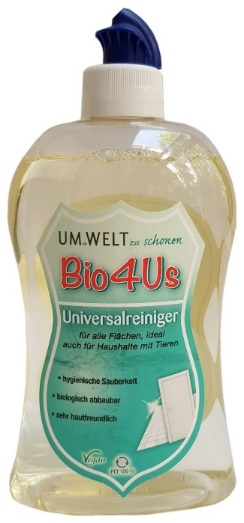 UM DIE WELT zu schonen
Bio4Us
Universalreiniger
für alle Flächen, ideal
auch für Haushalte mit Tieren
• hygienische Sauberkeit
• biologisch abbaubar
• sehr hautfreundlich
Vegan
PET 100%